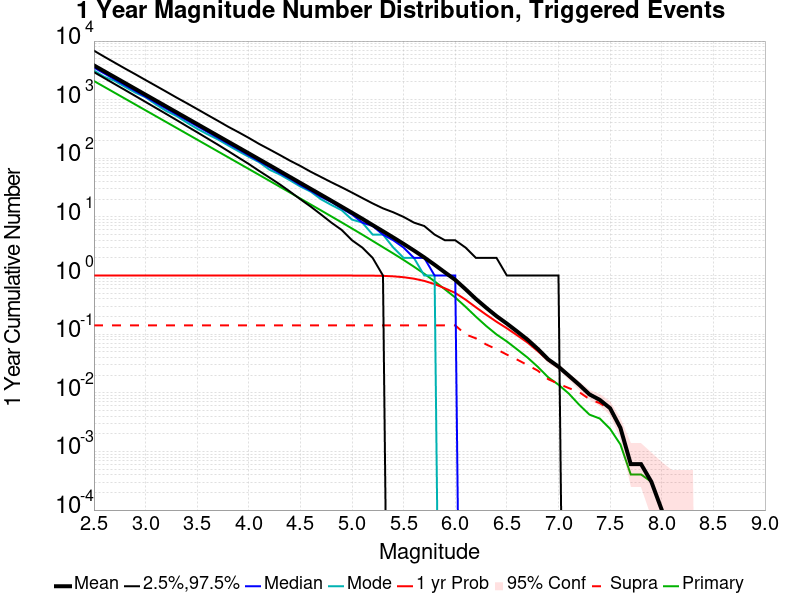 1 Year Magnitude Number Distribution, Triggered Events
1 Year Cumulative Number
10^4
10^3
10^2
10^1
10^0
10^-1
10^-2
10^-3
10^-4
2.5 3.0 3.5 4.0 4.5 5.0 5.5 6.0 6.5 7.0 7.5 8.0 8.5 9.0
Magnitude
Mean 2.5%,97.5% Median Mode 1 yr Prob 95% Conf Supra Primary